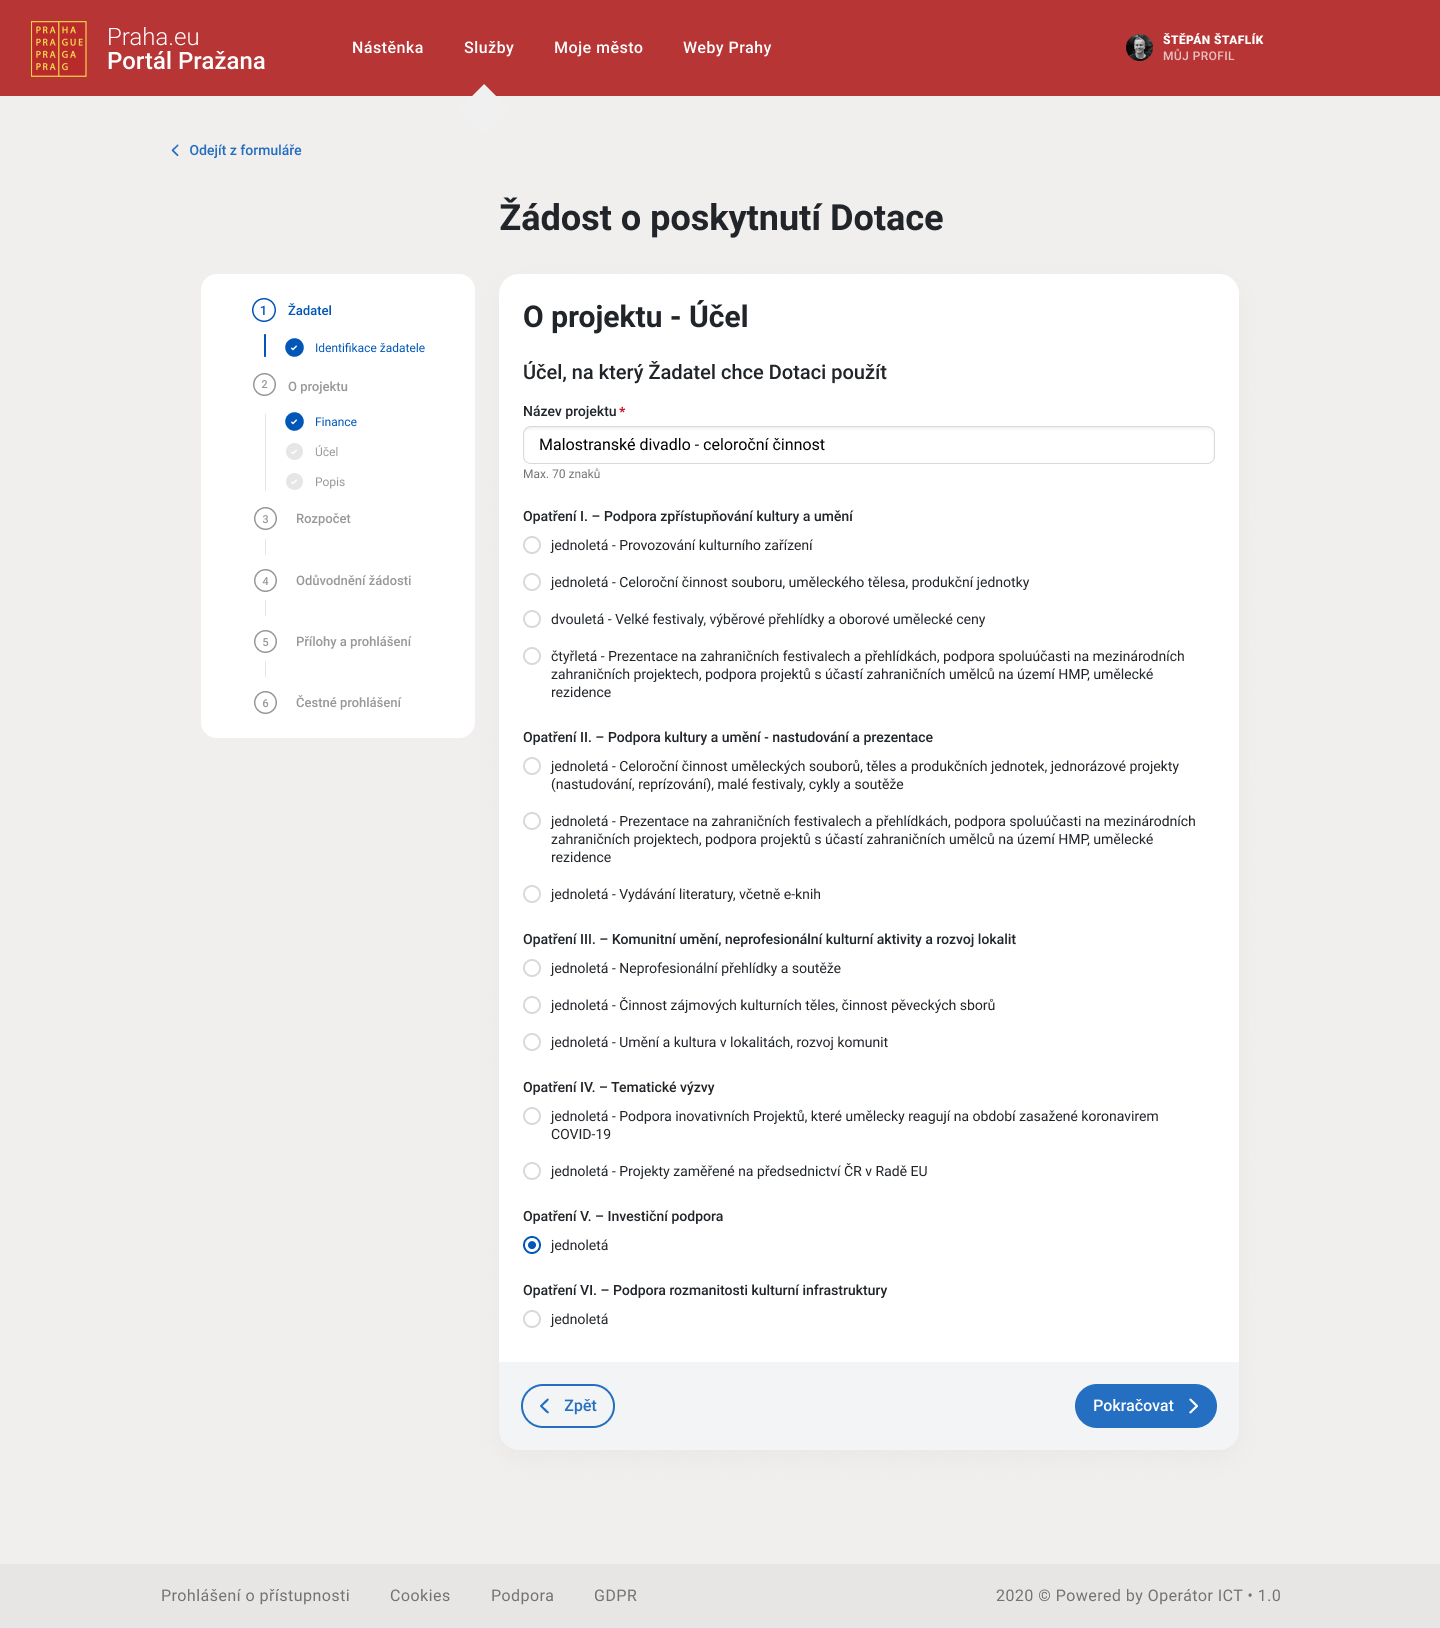 PRAHA
PRAGUE
PRAGA
PRAG
Praha.eu
Portál Pražana
Nástěnka
Služby
Moje město
Weby Prahy
ŠTĚPÁN ŠTAFLÍK
MŮJ PROFIL
Odejít z formuláře
Žádost o poskytnutí Dotace
1 Žadatel
Identifikace žadatele
2 O projektu
Finance
Účel
Popis
3 Rozpočet
4 Odůvodnění žádosti
5 Přílohy a prohlášení
6 Čestné prohlášení
O projektu - Účel
Účel, na který Žadatel chce Dotaci použít
Název projektu *
Malostranské divadlo - celoroční činnost
Max. 70 znaků
Opatření I. – Podpora zpřístupňování kultury a umění
jednoletá - Provozování kulturního zařízení
jednoletá - Celoroční činnost souboru, uměleckého tělesa, produkční jednotky
dvouletá - Velké festivaly, výběrové přehlídky a oborové umělecké ceny
čtyřletá - Prezentace na zahraničních festivalech a přehlídkách, podpora spoluúčasti na mezinárodních
zahraničních projektech, podpora projektů s účastí zahraničních umělců na území HMP, umělecké
rezidence
Opatření II. – Podpora kultury a umění - nastudování a prezentace
jednoletá - Celoroční činnost uměleckých souborů, těles a produkčních jednotek, jednorázové projekty
(nastudování, reprízování), malé festivaly, cykly a soutěže
jednoletá - Prezentace na zahraničních festivalech a přehlídkách, podpora spoluúčasti na mezinárodních
zahraničních projektech, podpora projektů s účastí zahraničních umělců na území HMP, umělecké
rezidence
jednoletá - Vydávání literatury, včetně e-knih
Opatření III. – Komunitní umění, neprofesionální kulturní aktivity a rozvoj lokalit
jednoletá - Neprofesionální přehlídky a soutěže
jednoletá - Činnost zájmových kulturních těles, činnost pěveckých sborů
jednoletá - Umění a kultura v lokalitách, rozvoj komunit
Opatření IV. – Tematické výzvy
jednoletá - Podpora inovativních Projektů, které umělecky reagují na období zasažené koronavirem
COVID-19
jednoletá - Projekty zaměřené na předsednictví ČR v Radě EU
Opatření V. – Investiční podpora
jednoletá
Opatření VI. – Podpora rozmanitosti kulturní infrastruktury
jednoletá
Zpět
Pokračovat
Prohlášení o přístupnosti
Cookies
Podpora
GDPR
2020 © Powered by Operátor ICT • 1.0